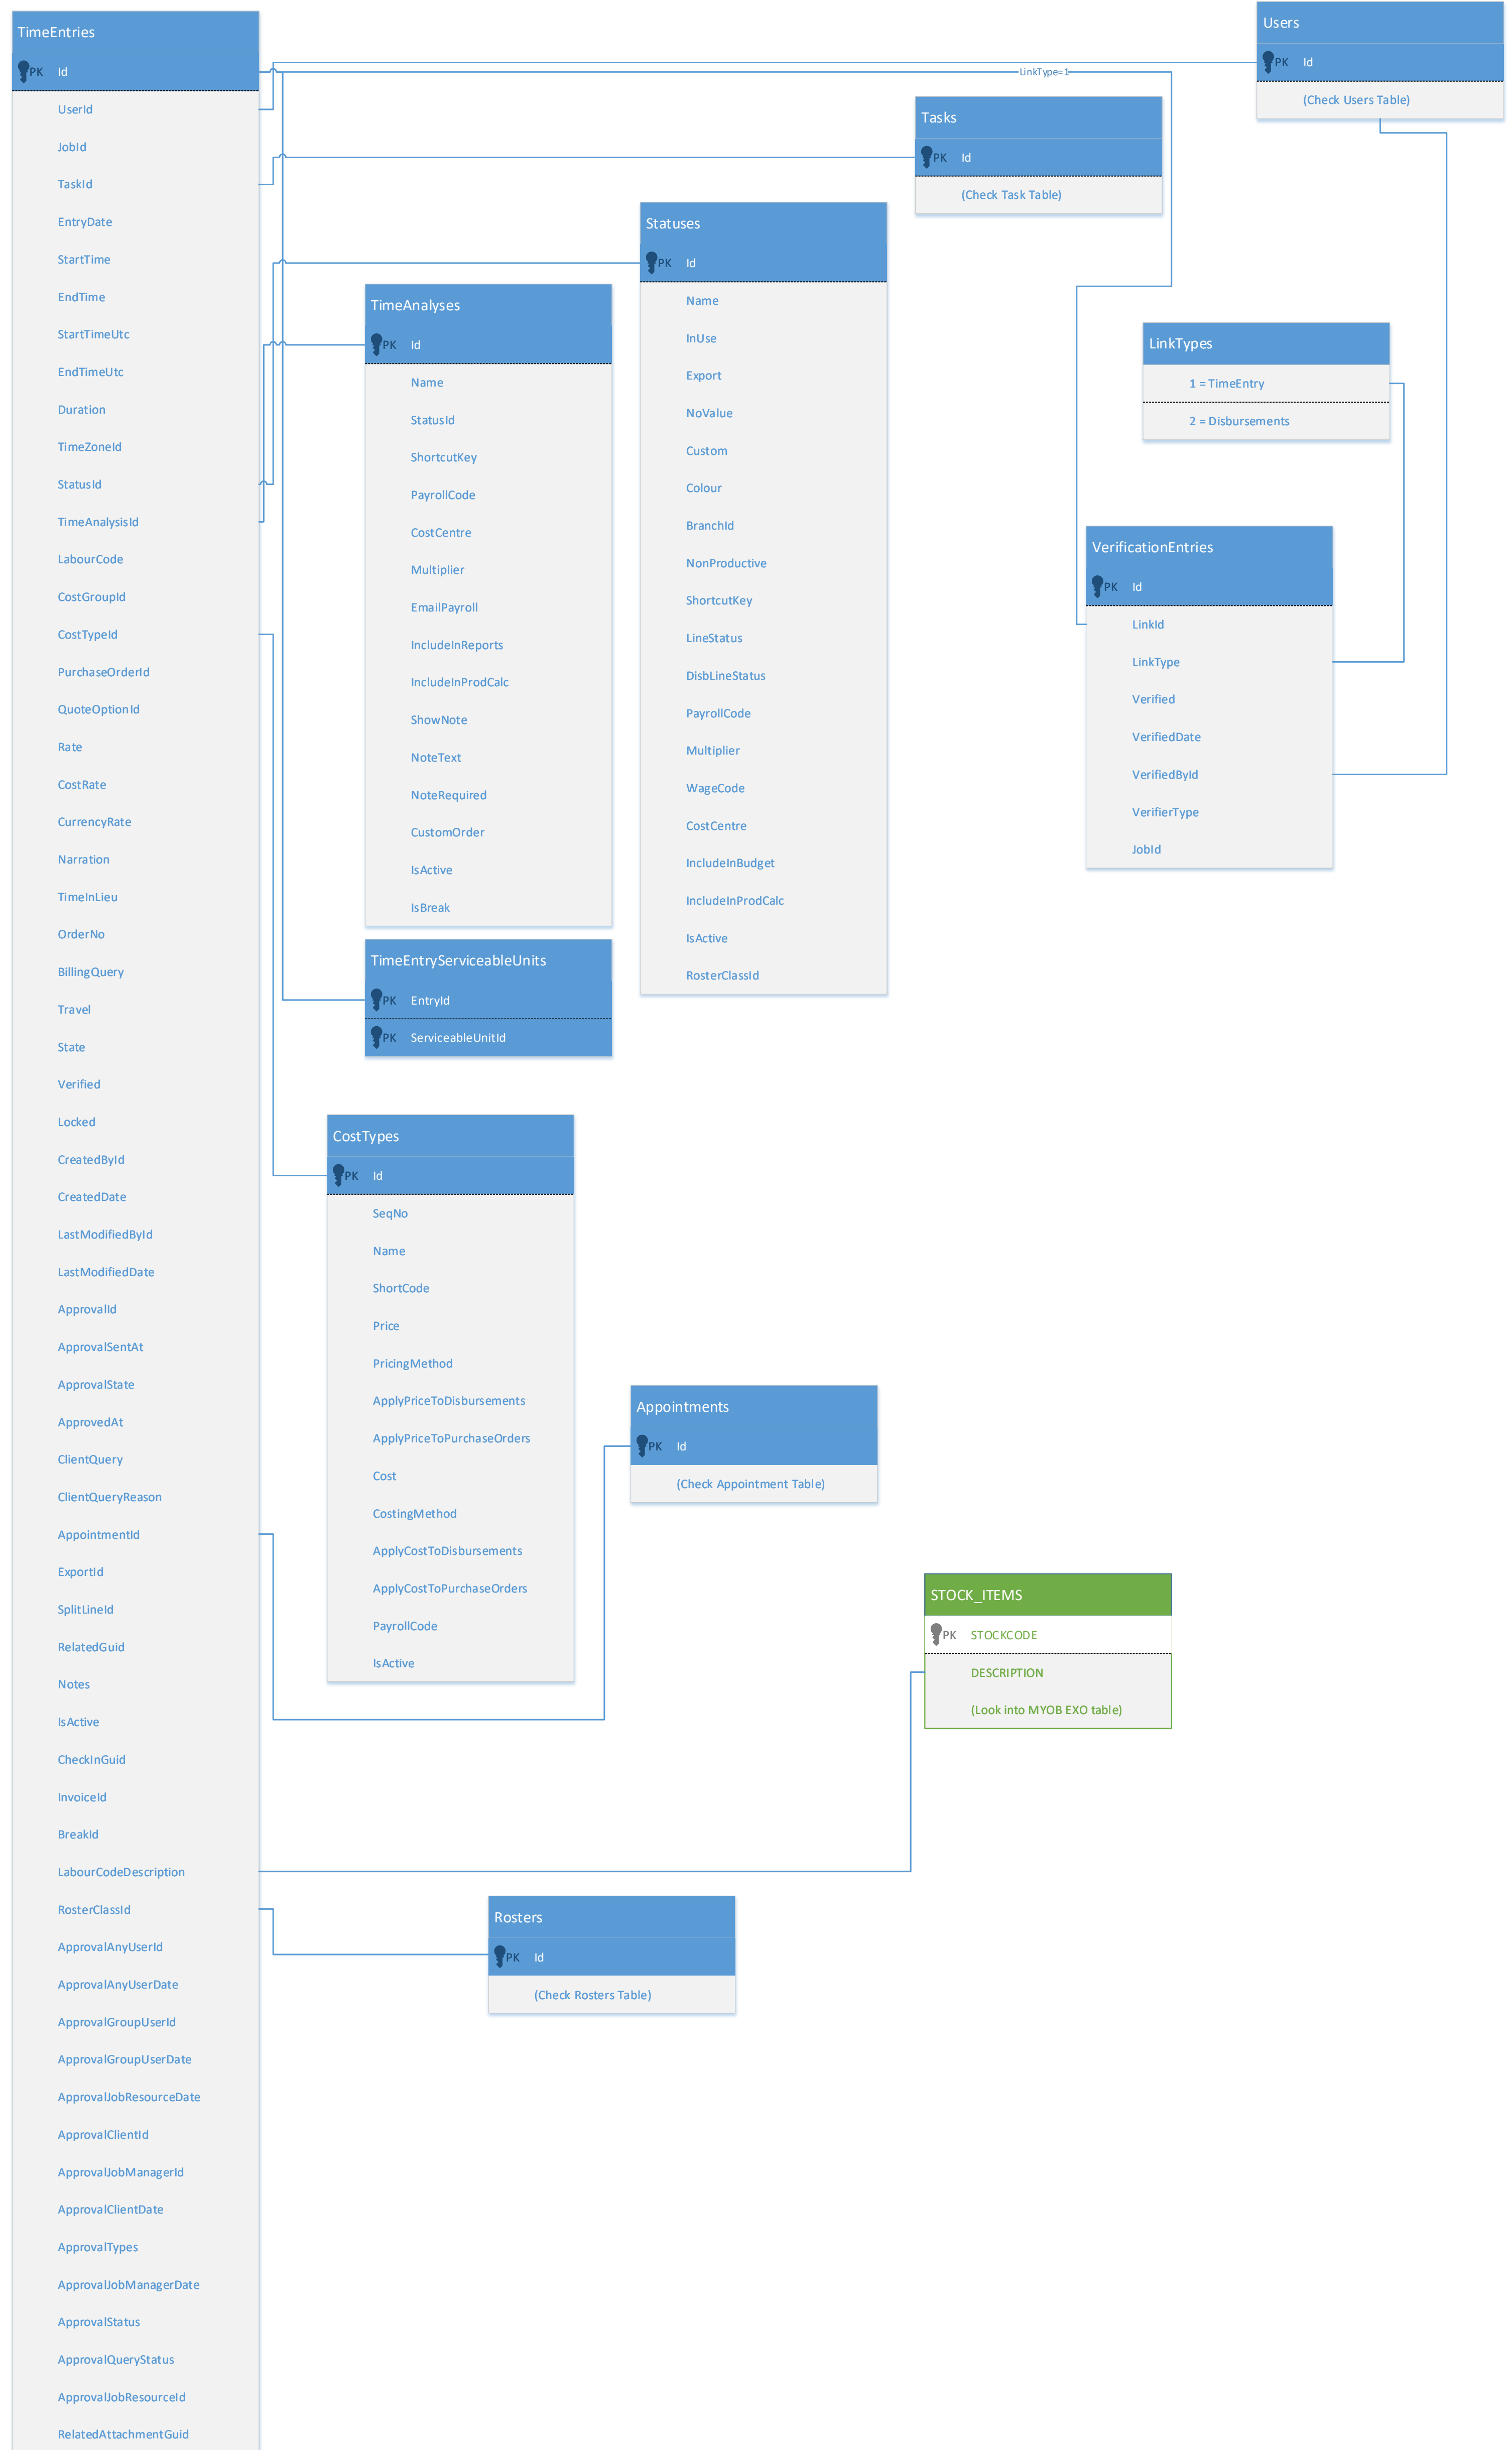 TimeEntries
PK Id
UserId
JobId
TaskId
EntryDate
StartTime
EndTime
StartTimeUtc
EndTimeUtc
Duration
TimeZoneId
StatusId
TimeAnalysisId
LabourCode
CostGroupId
CostTypeId
PurchaseOrderId
QuoteOptionId
Rate
CostRate
CurrencyRate
Narration
TimeInLieu
OrderNo
BillingQuery
Travel
State
Verified
Locked
CreatedById
CreatedDate
LastModifiedById
LastModifiedDate
ApprovalId
ApprovalSentAt
ApprovalState
ApprovedAt
ClientQuery
ClientQueryReason
AppointmentId
ExportId
SplitLineId
RelatedGuid
Notes
IsActive
CheckInGuid
InvoiceId
BreakId
LabourCodeDescription
RosterClassId
ApprovalAnyUserId
ApprovalAnyUserDate
ApprovalGroupUserId
ApprovalGroupUserDate
ApprovalJobResourceDate
ApprovalClientId
ApprovalJobManagerId
ApprovalClientDate
ApprovalTypes
ApprovalJobManagerDate
ApprovalStatus
ApprovalQueryStatus
ApprovalJobResourceId
RelatedAttachmentGuid
LinkType=1
Users
PK Id
(Check Users Table)
Tasks
PK Id
(Check Task Table)
Statuses
PK Id
Name
InUse
Export
NoValue
Custom
Colour
BranchId
NonProductive
ShortcutKey
LineStatus
DisbLineStatus
PayrollCode
Multiplier
WageCode
CostCentre
IncludeInBudget
IncludeInProdCalc
IsActive
RosterClassId
TimeAnalyses
PK Id
Name
StatusId
ShortcutKey
PayrollCode
CostCentre
Multiplier
EmailPayroll
IncludeInReports
IncludeInProdCalc
ShowNote
NoteText
NoteRequired
CustomOrder
IsActive
IsBreak
LinkTypes
1 = TimeEntry
2 = Disbursements
VerificationEntries
PK Id
LinkId
LinkType
Verified
VerifiedDate
VerifiedById
VerifierType
JobId
TimeEntryServiceableUnits
PK EntryId
PK ServiceableUnitId
CostTypes
PK Id
SeqNo
Name
ShortCode
Price
PricingMethod
ApplyPriceToDisbursements
ApplyPriceToPurchaseOrders
Cost
CostingMethod
ApplyCostToDisbursements
ApplyCostToPurchaseOrders
PayrollCode
IsActive
Appointments
PK Id
(Check Appointment Table)
STOCK_ITEMS
PK STOCKCODE
DESCRIPTION
(Look into MYOB EXO table)
Rosters
PK Id
(Check Rosters Table)